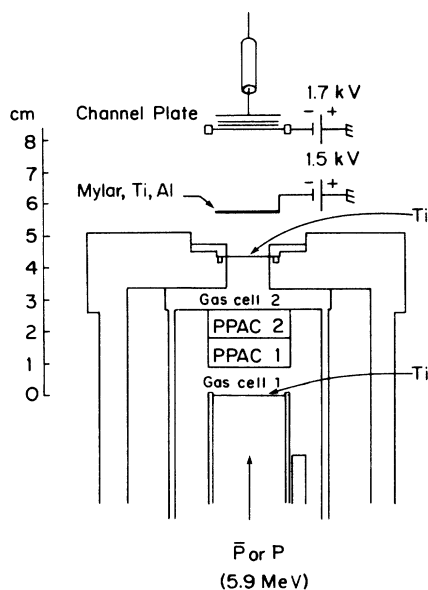 1.7 kV
- +
cm
Channel Plate
8
7
1.5 kV
- +
Mylar, Ti, Al
6
Ti
5
4
3
Gas cell 2
PPAC 2
2
PPAC 1
1
Gas cell 1
Ti
0
P̅ or P
(5.9 MeV)